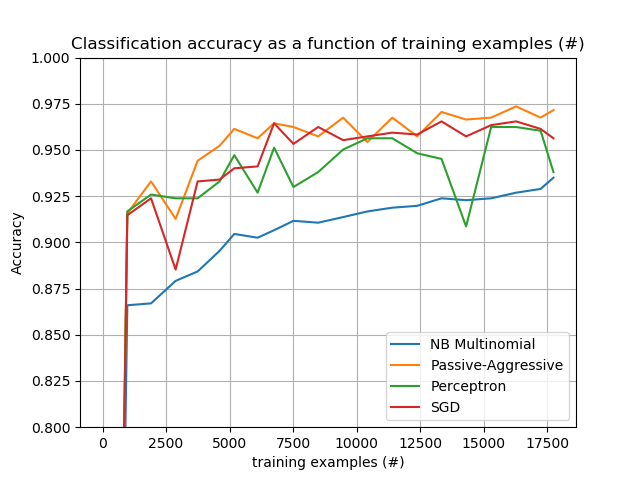 Classification accuracy as a function of training examples (#)
1.000
0.975
0.950
0.925
0.900
0.875
0.850
0.825
0.800
Accuracy
NB Multinomial
Passive-Aggressive
Perceptron
SGD
0
2500
5000
7500
10000
12500
15000
17500
training examples (#)